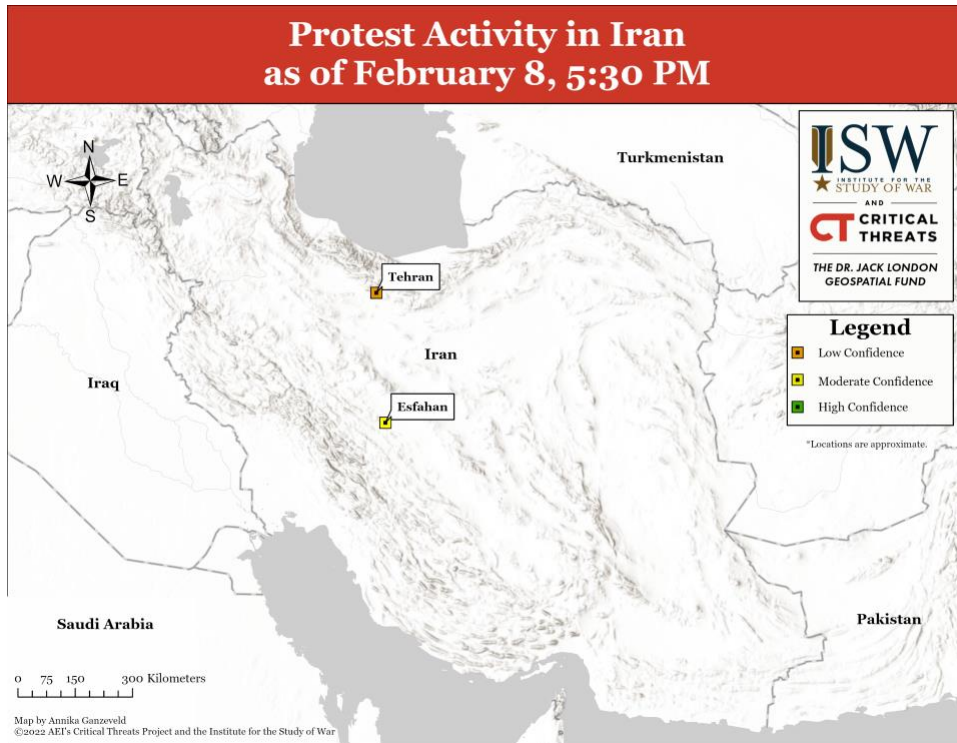 Protest Activity in Iran
as of February 8, 5:30 PM
N
W
E
S
Turkmenistan
ISW
INSTITUTE FOR THE
STUDY OF WAR
AND
CT CRITICAL
THREATS
THE DR. JACK LONDON
GEOSPATIAL FUND
Tehran
Iran
Legend
Low Confidence
Moderate Confidence
High Confidence
*Locations are approximate.
Iraq
Esfahan
Saudi Arabia
Pakistan
0 75 150 300 Kilometers
Map by Annika Ganzeveld
©2022 AEI's Critical Threats Project and the Institute for the Study of War